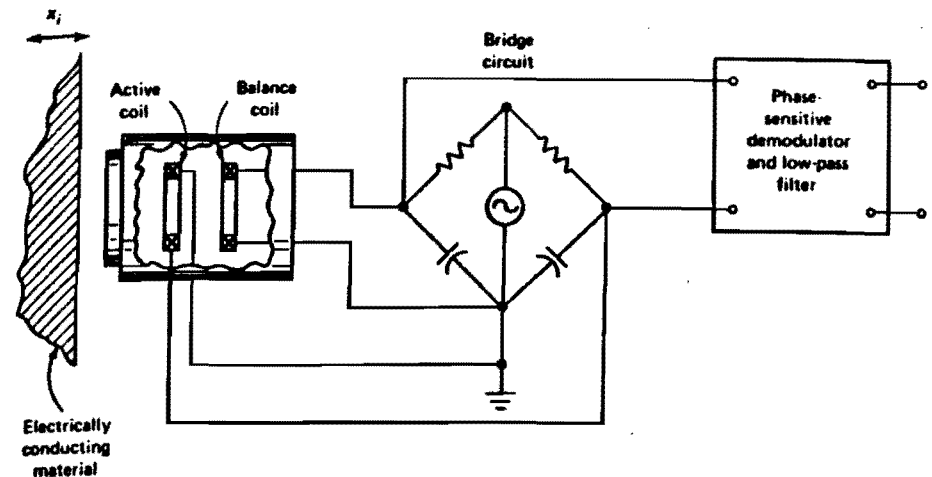 x_i
Bridge
circuit
Active
coil
Balance
coil
Phase-
sensitive
demodulator
and low-pass
filter
Electrically
conducting
material